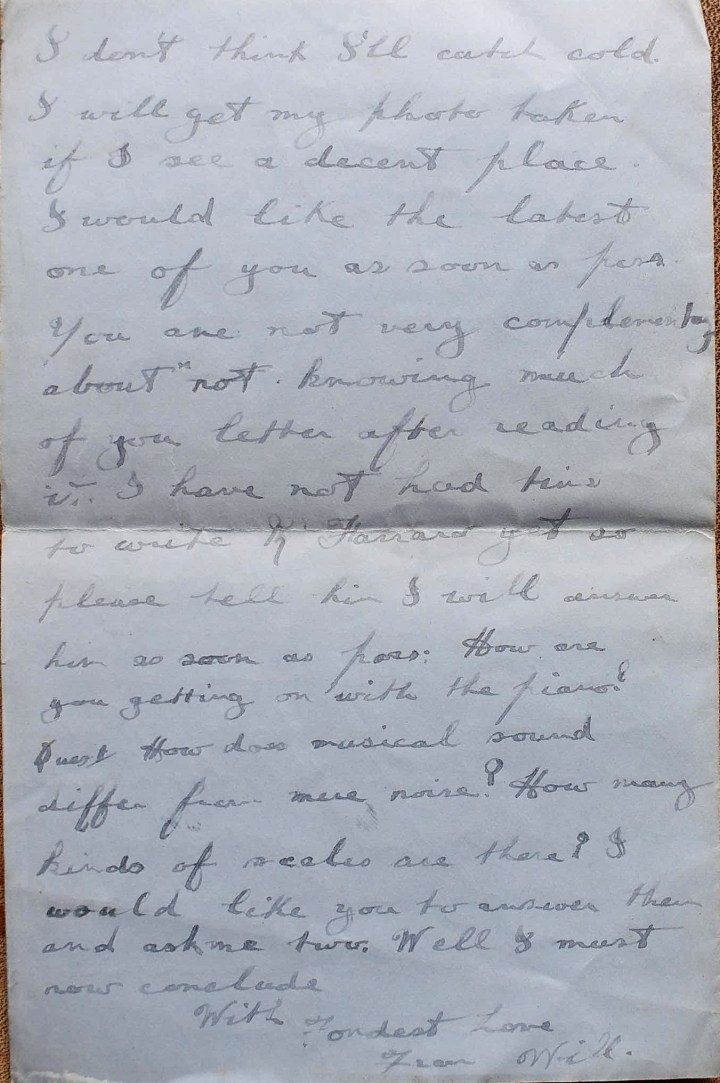 I don't think I'll catch cold.
I will get my photo taken
if I see a decent place.
I would like the latest
one of you as soon as poss.
You are not very complementary
about "not knowing much
of you letter after reading
it. I have not had time
to write yet so
please tell him I will answer
him as soon as poss: How are
you getting on with the piano?
Quest How does musical sound
differ from mere noise? How many
kinds of scales are there? I
would like you to answer them
and ask me two. Well I must
now conclude
With Fondest Love
From Will.